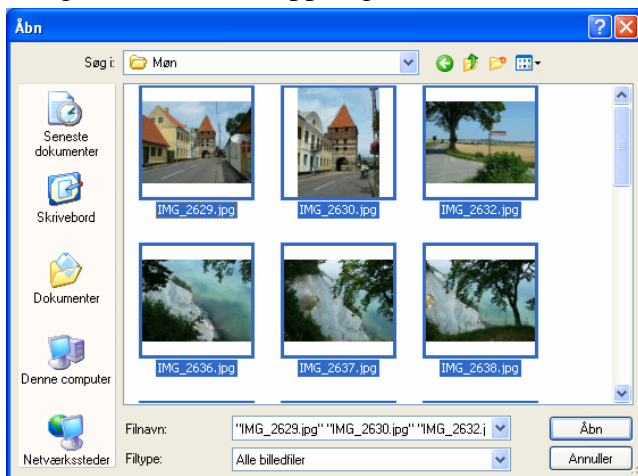 Åbn
Søg i:
Møn
Seneste
dokumenter
Skrivebord
Dokumenter
Denne computer
Netværkssteder
IMG_2629.jpg
IMG_2630.jpg
IMG_2632.jpg
IMG_2636.jpg
IMG_2637.jpg
IMG_2638.jpg
Filnavn:
"IMG_2629.jpg" "IMG_2630.jpg" "IMG_2632.j
Åbn
Filtype:
Alle billedfiler
Annuller